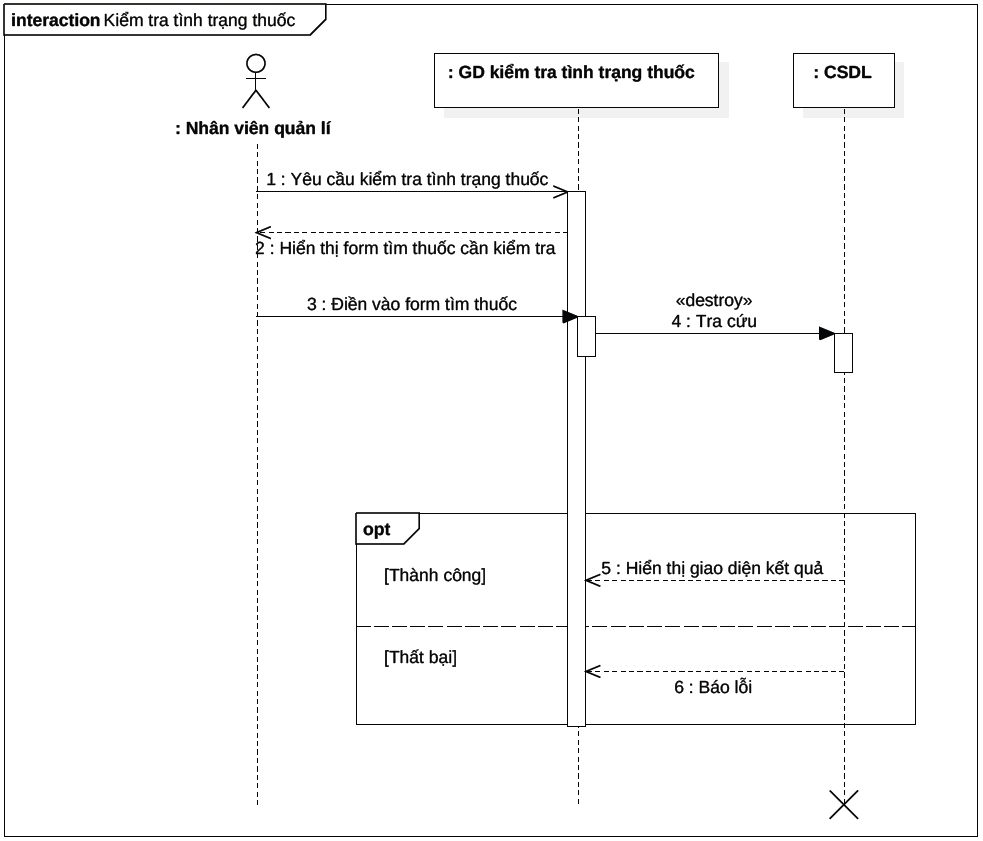 interaction Kiểm tra tình trạng thuốc
: GD kiểm tra tình trạng thuốc
: CSDL
: Nhân viên quản lí
1 : Yêu cầu kiểm tra tình trạng thuốc
2 : Hiển thị form tìm thuốc cần kiểm tra
3 : Điền vào form tìm thuốc
«destroy»
4 : Tra cứu
opt
[Thành công]
5 : Hiển thị giao diện kết quả
[Thất bại]
6 : Báo lỗi